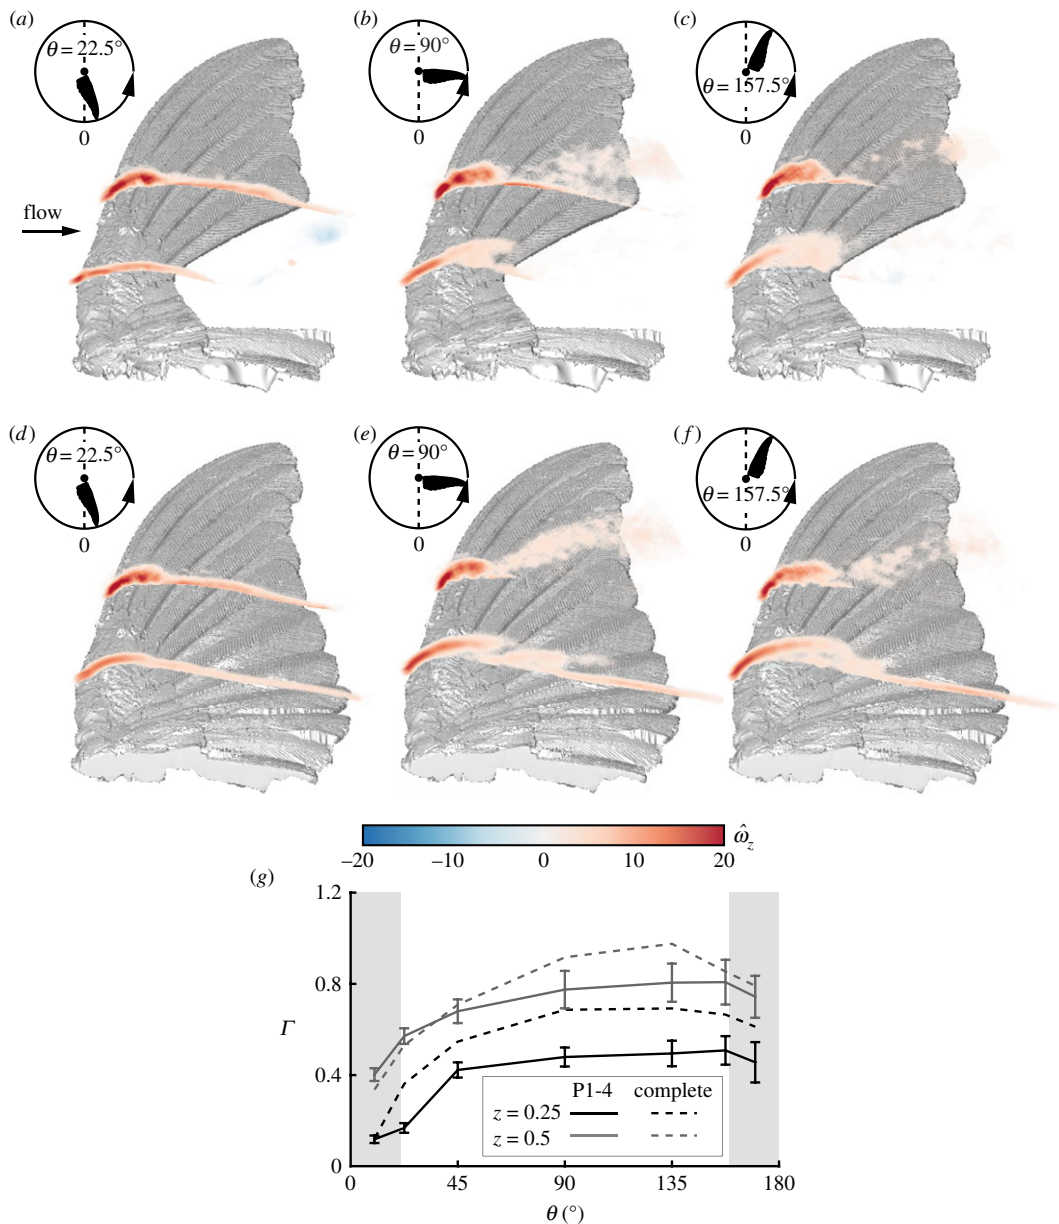 (a)
θ = 22.5°
0
(b)
θ = 90°
0
(c)
θ = 157.5°
0
flow
(d)
θ = 22.5°
0
(e)
θ = 90°
0
(f)
θ = 157.5°
0
ω̂z
–20 –10 0 10 20
(g)
1.2
0.8
Γ
0.4
0
P1-4 complete
z = 0.25
z = 0.5
0 45 90 135 180
θ (°)